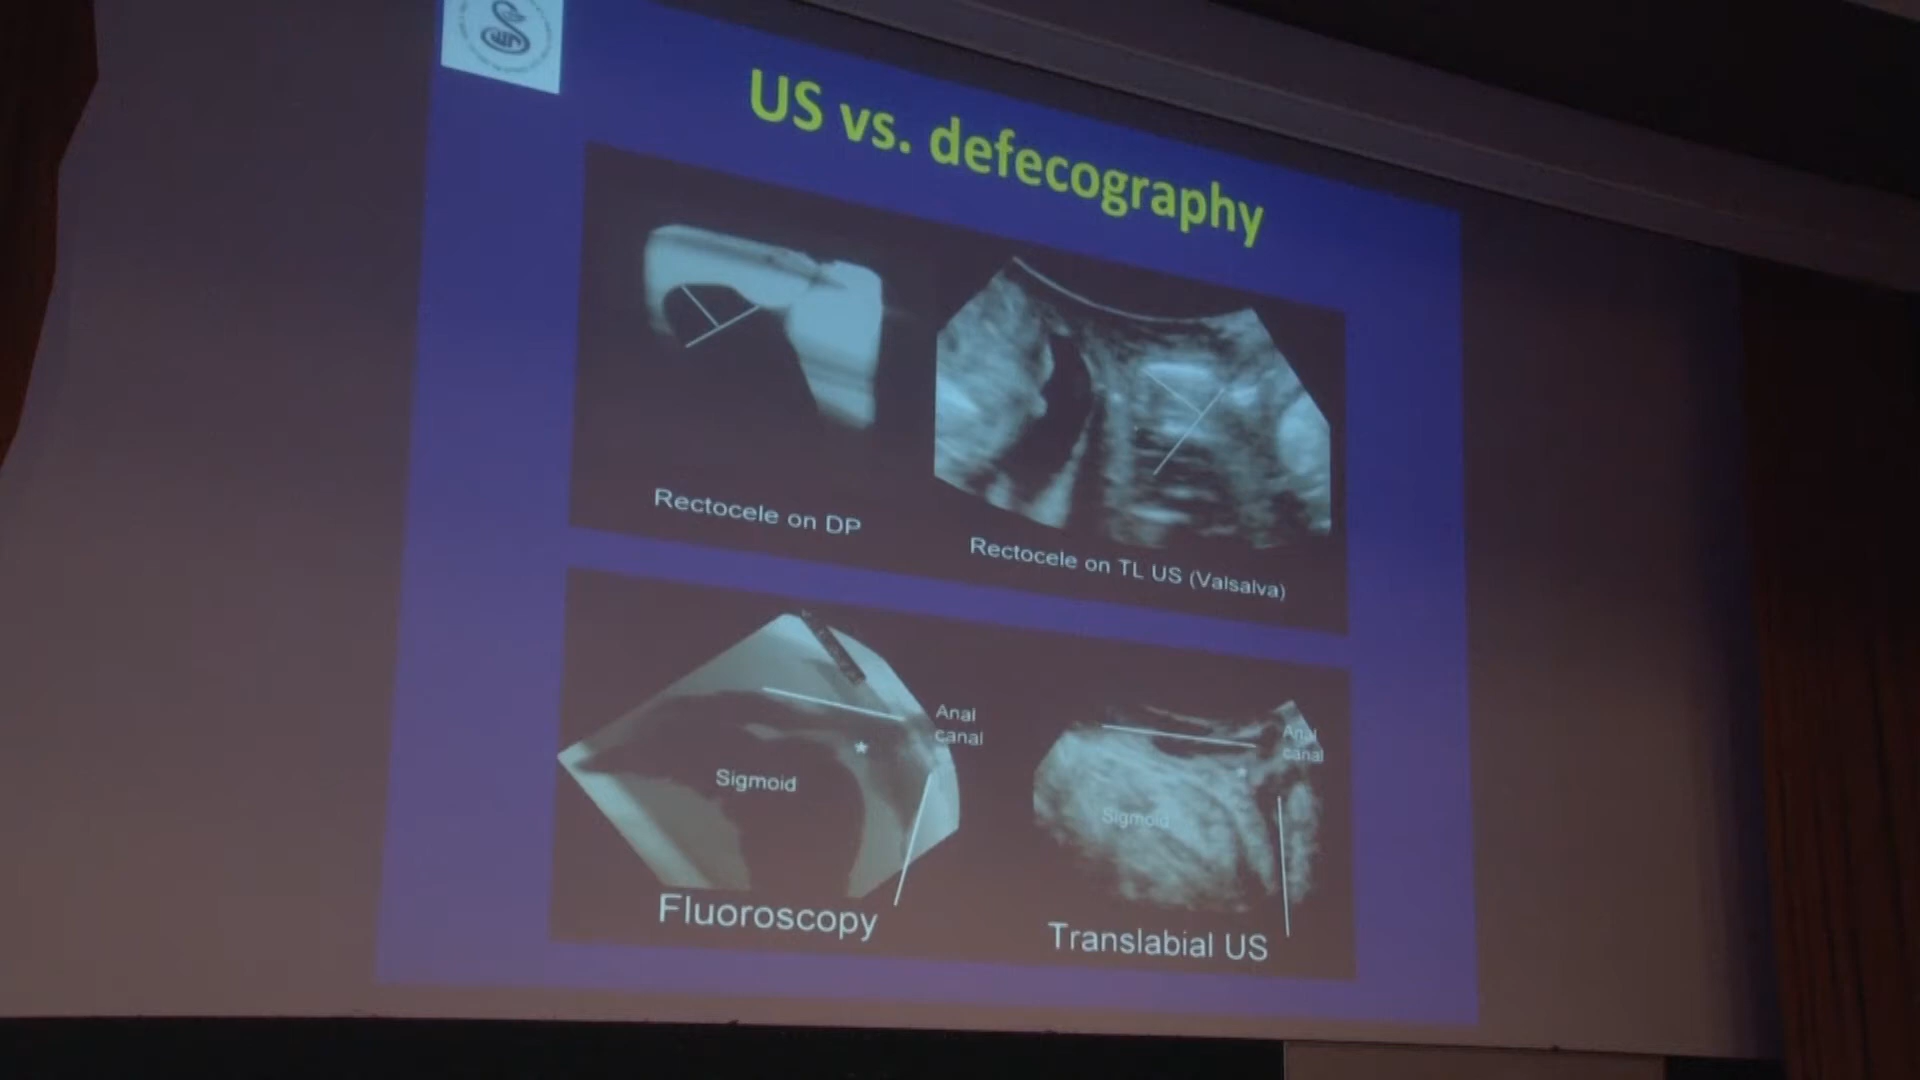 US vs. defecography
Rectocele on DP
Rectocele on TL US (Valsalva)
Anal
canal
Sigmoid
Fluoroscopy
Anal
canal
Sigmoid
Translabial US